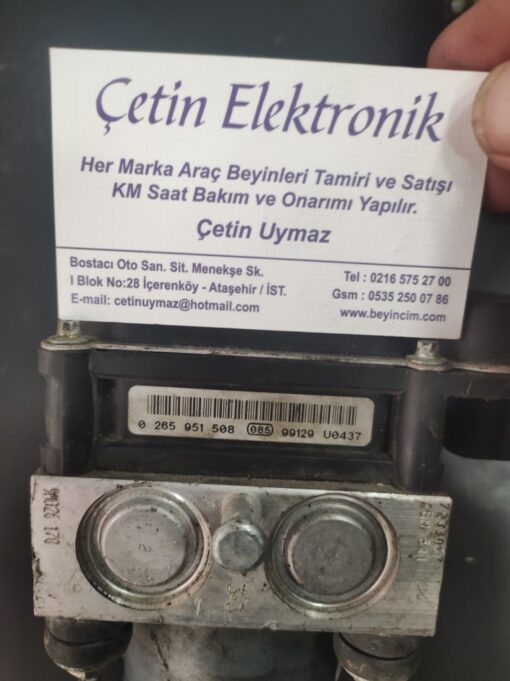 Çetin Elektronik
Her Marka Araç Beyinleri Tamiri ve Satışı
KM Saat Bakım ve Onarımı Yapılır.
Çetin Uymaz
Bostacı Oto San. Sit. Menekşe Sk.
I Blok No:28 İçerenköy - Ataşehir / İST.
E-mail: cetinuymaz@hotmail.com
Tel : 0216 575 27 00
Gsm : 0535 250 07 86
www.beyincim.com
0 265 951 508 085 99129 U0437
2